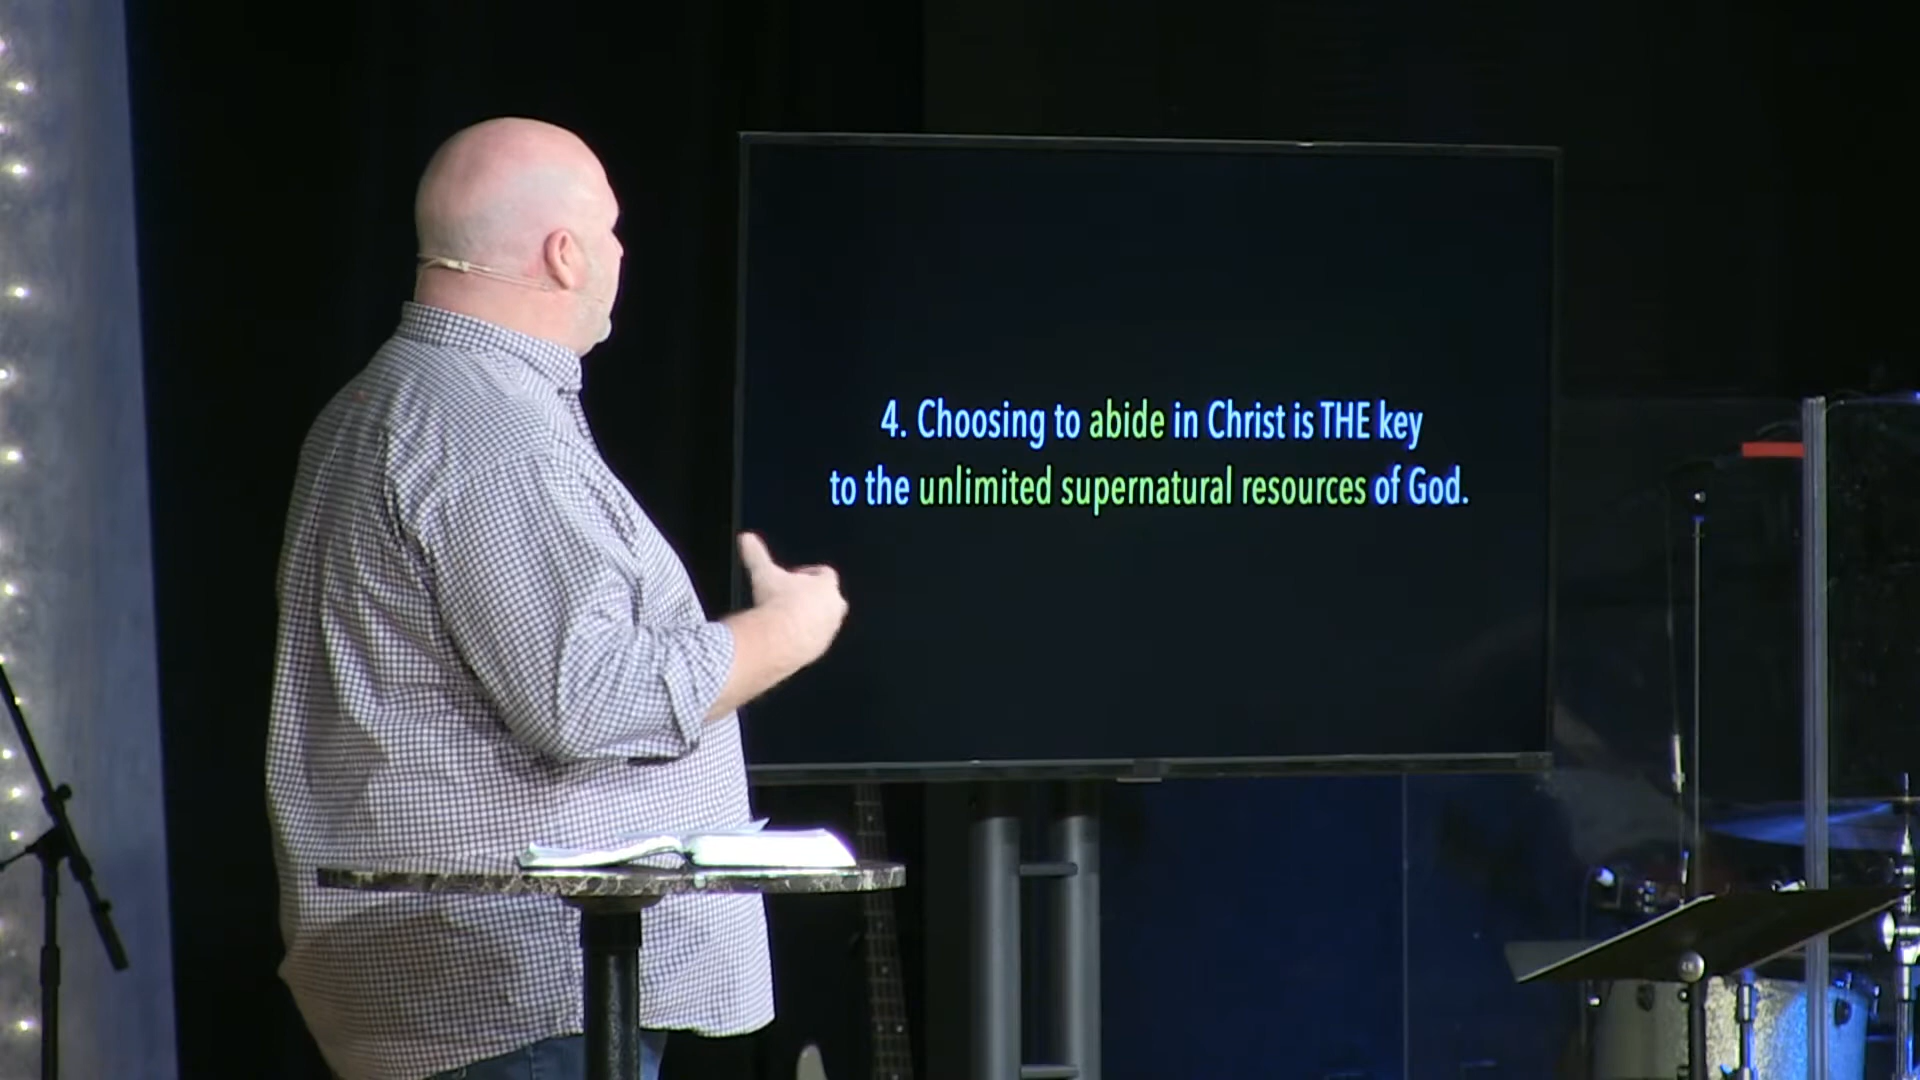 4. Choosing to abide in Christ is THE key
to the unlimited supernatural resources of God.